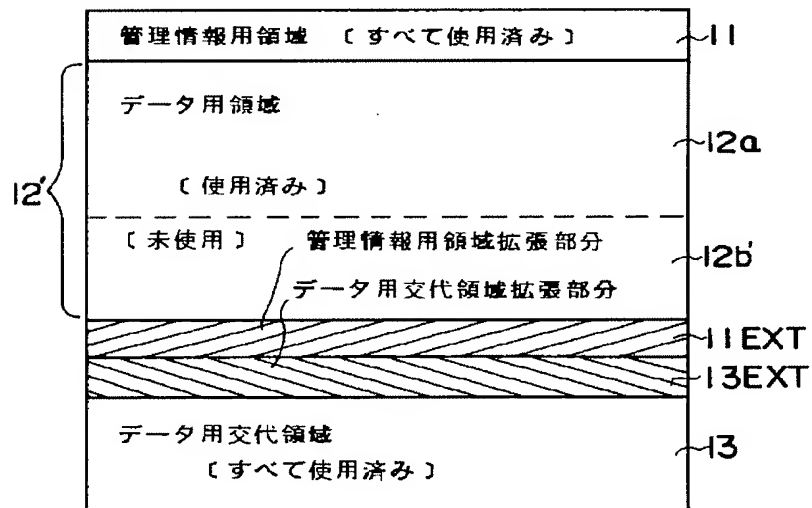 管理情報用領域 〔すべて使用済み〕
11
データ用領域
12a
12'
〔使用済み〕
〔未使用〕
管理情報用領域拡張部分
12b'
データ用交代領域拡張部分
11EXT
13EXT
データ用交代領域
13
〔すべて使用済み〕